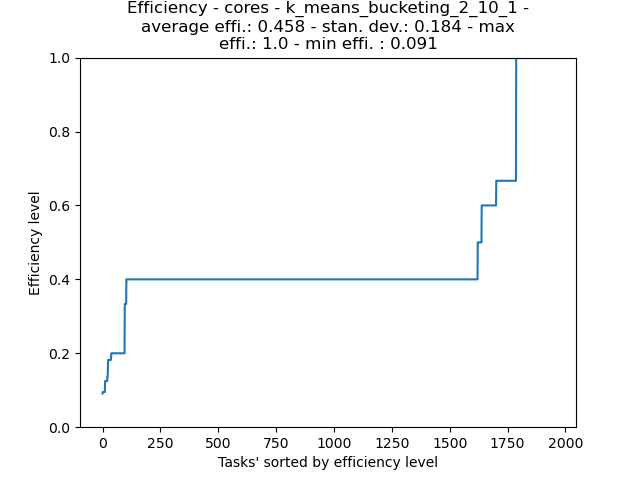 Efficiency - cores - k_means_bucketing_2_10_1 -
average effi.: 0.458 - stan. dev.: 0.184 - max
effi.: 1.0 - min effi. : 0.091
1.0
0.8
0.6
0.4
0.2
0.0
Efficiency level
0 250 500 750 1000 1250 1500 1750 2000
Tasks' sorted by efficiency level